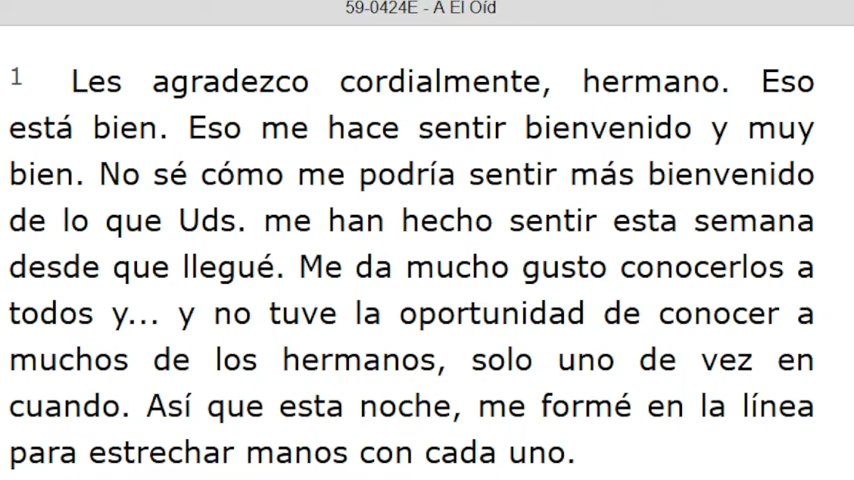 59-0424E - A El Oíd
1 Les agradezco cordialmente, hermano. Eso
está bien. Eso me hace sentir bienvenido y muy
bien. No sé cómo me podría sentir más bienvenido
de lo que Uds. me han hecho sentir esta semana
desde que llegué. Me da mucho gusto conocerlos a
todos y... y no tuve la oportunidad de conocer a
muchos de los hermanos, solo uno de vez en
cuando. Así que esta noche, me formé en la línea
para estrechar manos con cada uno.